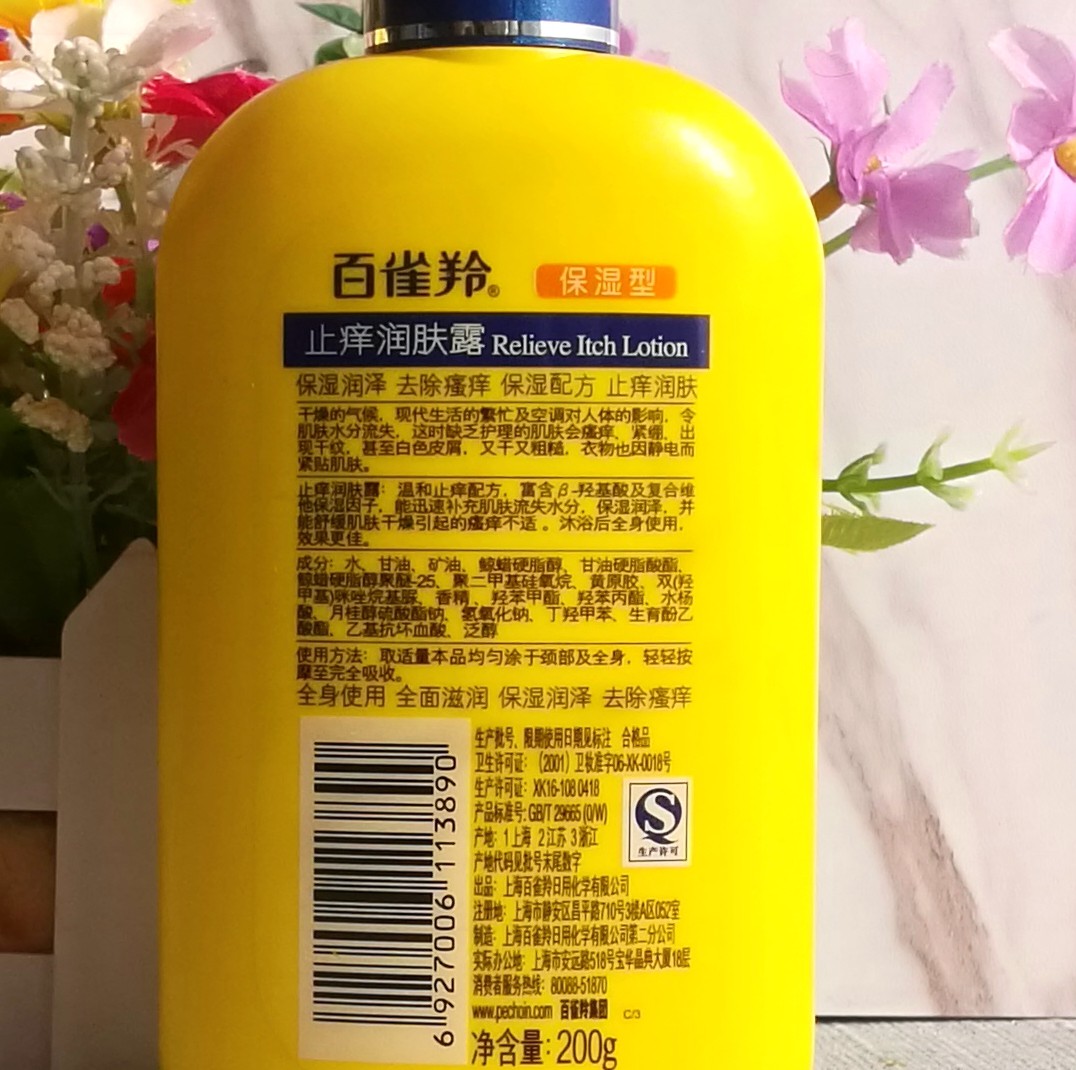 百雀羚®
保湿型
止痒润肤露 Relieve Itch Lotion
保湿润泽 去除瘙痒 保湿配方 止痒润肤
干燥的气候，现代生活的繁忙及空调对人体的影响，令
肌肤水分流失，这时缺乏护理的肌肤会瘙痒、紧绷、出
现干纹，甚至白色皮屑，又干又粗糙，衣物也因静电而
紧贴肌肤。
止痒润肤露：温和止痒配方，富含β-羟基酸及复合维
他保湿因子，能迅速补充肌肤流失水分，保湿润泽，并
能舒缓肌肤干燥引起的瘙痒不适。沐浴后全身使用，
效果更佳。
成分：水、甘油、矿油、鲸蜡硬脂醇、甘油硬脂酸酯、
鲸蜡硬脂醇聚醚-25、聚二甲基硅氧烷、黄原胶、双(羟
甲基)咪唑烷基脲、香精、羟苯甲酯、羟苯丙酯、水杨
酸、月桂醇硫酸酯钠、氢氧化钠、丁羟甲苯、生育酚乙
酸酯、乙基抗坏血酸、泛醇
使用方法：取适量本品均匀涂于颈部及全身，轻轻按
摩至完全吸收。
全身使用 全面滋润 保湿润泽 去除瘙痒
生产批号、限期使用日期见标注 合格品
卫生许可证：(2001)卫妆准字06-XK-0018号
生产许可证：XK16-108 0418
产品标准号：GB/T 29665 (O/W)
产地：1上海 2江苏 3浙江
产地代码见批号末尾数字
生产许可
出品：上海百雀羚日用化学有限公司
注册地：上海市静安区昌平路710号3楼A区052室
制造：上海百雀羚日用化学有限公司第二分公司
实际办公地：上海市安远路518号宝华晶典大厦18层
消费者服务热线：80088-51870
www.pechoin.com 百雀羚集团 C/3
净含量：200g
6 927006 113890